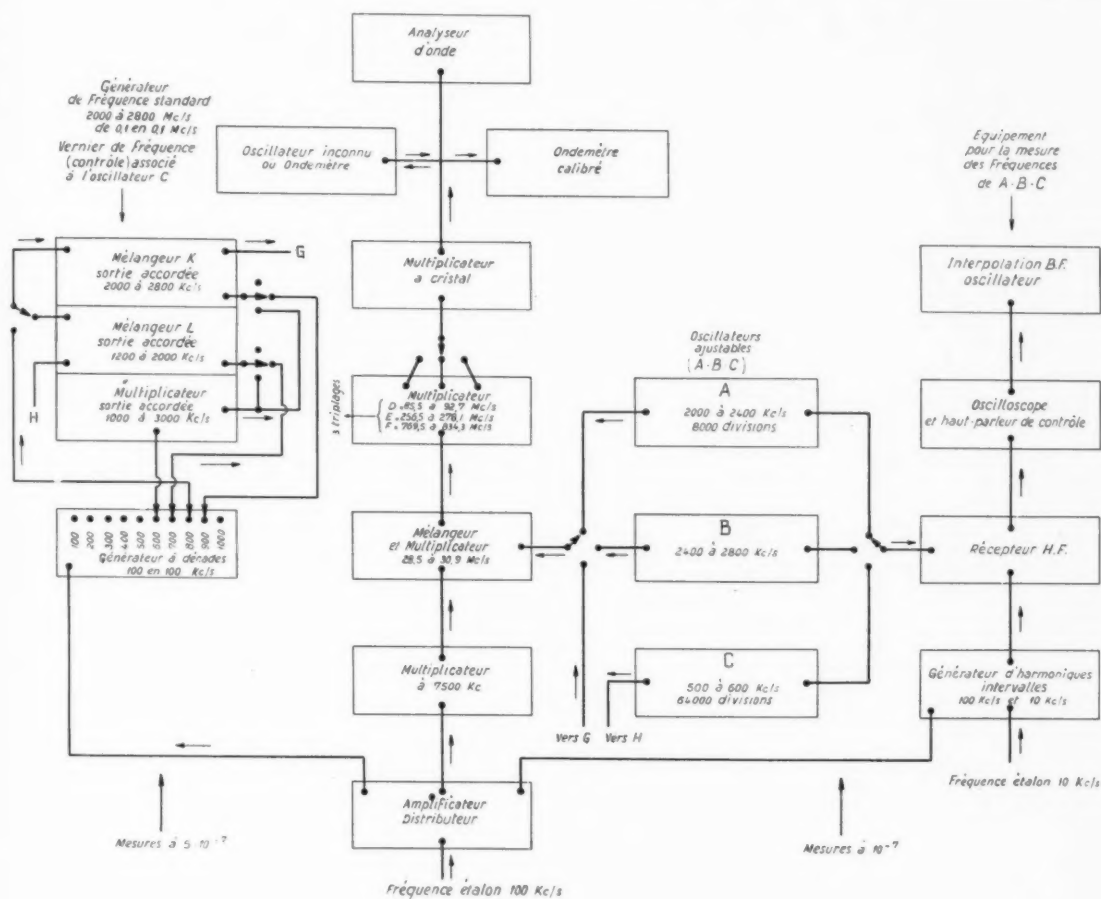 Analyseur
d'onde
Générateur
de Fréquence standard
2000 à 2800 Mc/s
de 0,1 en 0,1 Mc/s
Vernier de Fréquence
(contrôle) associé
à l'oscillateur C
Oscillateur inconnu
ou Ondemètre
Ondemètre
calibré
Equipement
pour la mesure
des Fréquences
de A-B-C
Mélangeur K
sortie accordée
2000 à 2800 Kc/s
G
Mélangeur L
sortie accordée
1200 à 2000 Kc/s
H
Multiplicateur
sortie accordée
1000 à 3000 Kc/s
Multiplicateur
a cristal
Interpolation B.F.
oscillateur
Oscillateurs
ajustables
(A-B-C)
3 triplages
Multiplicateur
D = 85,5 à 92,7 Mc/s
E = 256,5 à 278,1 Mc/s
F = 769,5 à 834,3 Mc/s
A
2000 à 2400 Kc/s
8000 divisions
Oscilloscope
et haut-parleur de contrôle
100
200
300
400
500
600
700
800
900
1000
Générateur à décades
100 en 100 Kc/s
Mélangeur
et Multiplicateur
28,5 à 30,9 Mc/s
B
2400 à 2800 Kc/s
Récepteur H.F.
Multiplicateur
à 7500 Kc
C
500 à 600 Kc/s
64000 divisions
Générateur d'harmoniques
intervalles
100 Kc/s et 10 Kc/s
Vers G
Vers H
Fréquence étalon 10 Kc/s
Amplificateur
Distributeur
Mesures à 5·10⁻⁷
Mesures à 10⁻⁷
Fréquence étalon 100 Kc/s